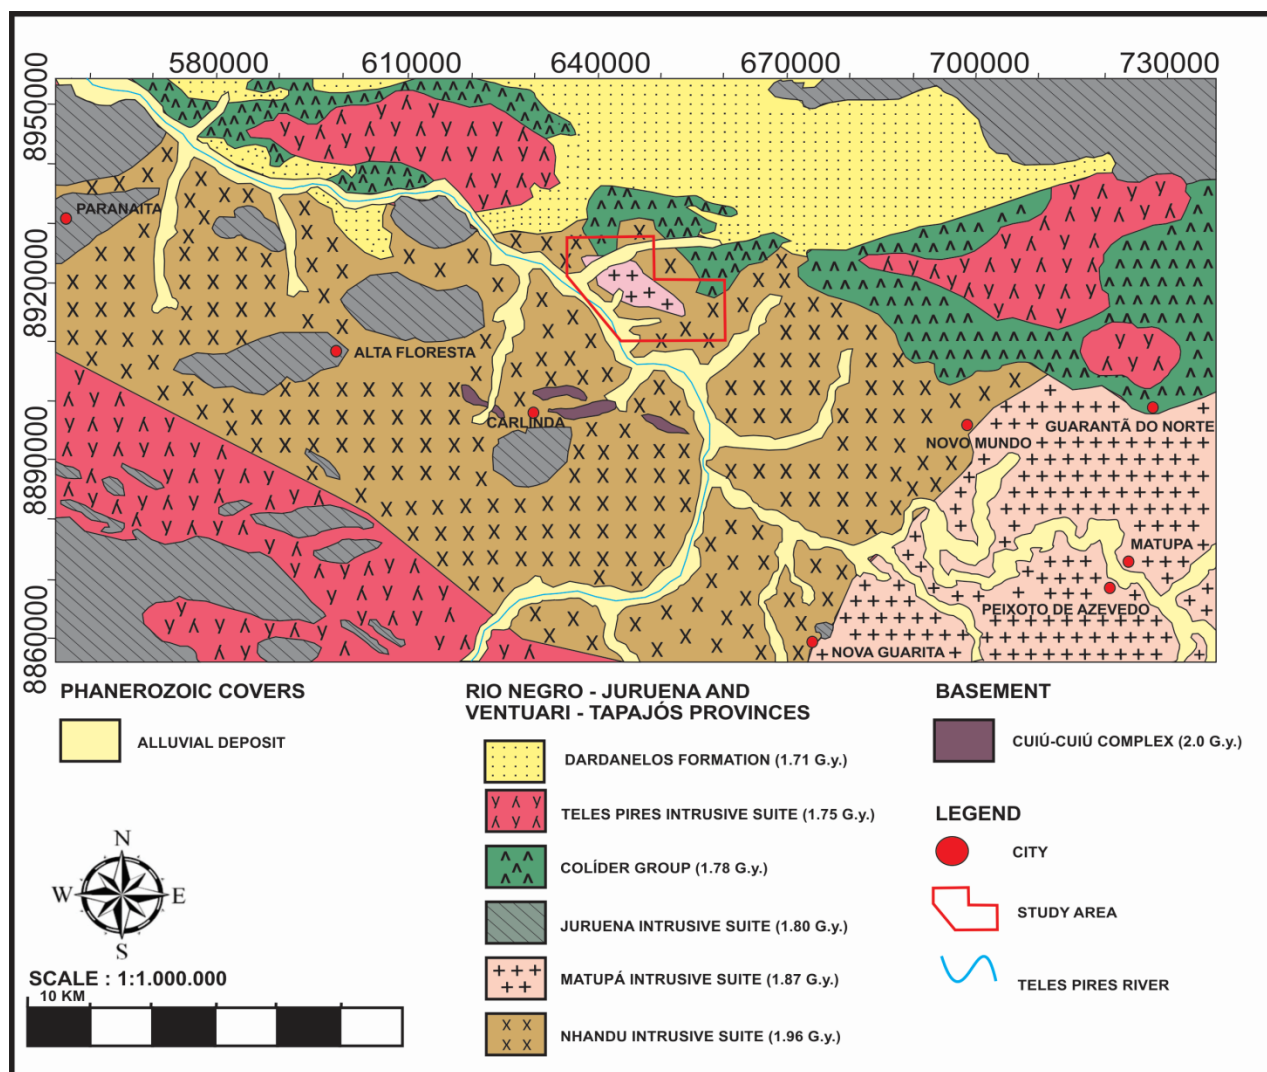 580000 610000 640000 670000 700000 730000
8950000
8920000
8890000
8860000
PARANAITA
ALTA FLORESTA
CARLINDA
GUARANTÃ DO NORTE
NOVO MUNDO
MATUPA
PEIXOTO DE AZEVEDO
NOVA GUARITA
PHANEROZOIC COVERS
ALLUVIAL DEPOSIT
N
W E
S
SCALE : 1:1.000.000
10 KM
RIO NEGRO - JURUENA AND
VENTUARI - TAPAJÓS PROVINCES
DARDANELOS FORMATION (1.71 G.y.)
TELES PIRES INTRUSIVE SUITE (1.75 G.y.)
COLÍDER GROUP (1.78 G.y.)
JURUENA INTRUSIVE SUITE (1.80 G.y.)
MATUPÁ INTRUSIVE SUITE (1.87 G.y.)
NHANDU INTRUSIVE SUITE (1.96 G.y.)
BASEMENT
CUIÚ-CUIÚ COMPLEX (2.0 G.y.)
LEGEND
CITY
STUDY AREA
TELES PIRES RIVER